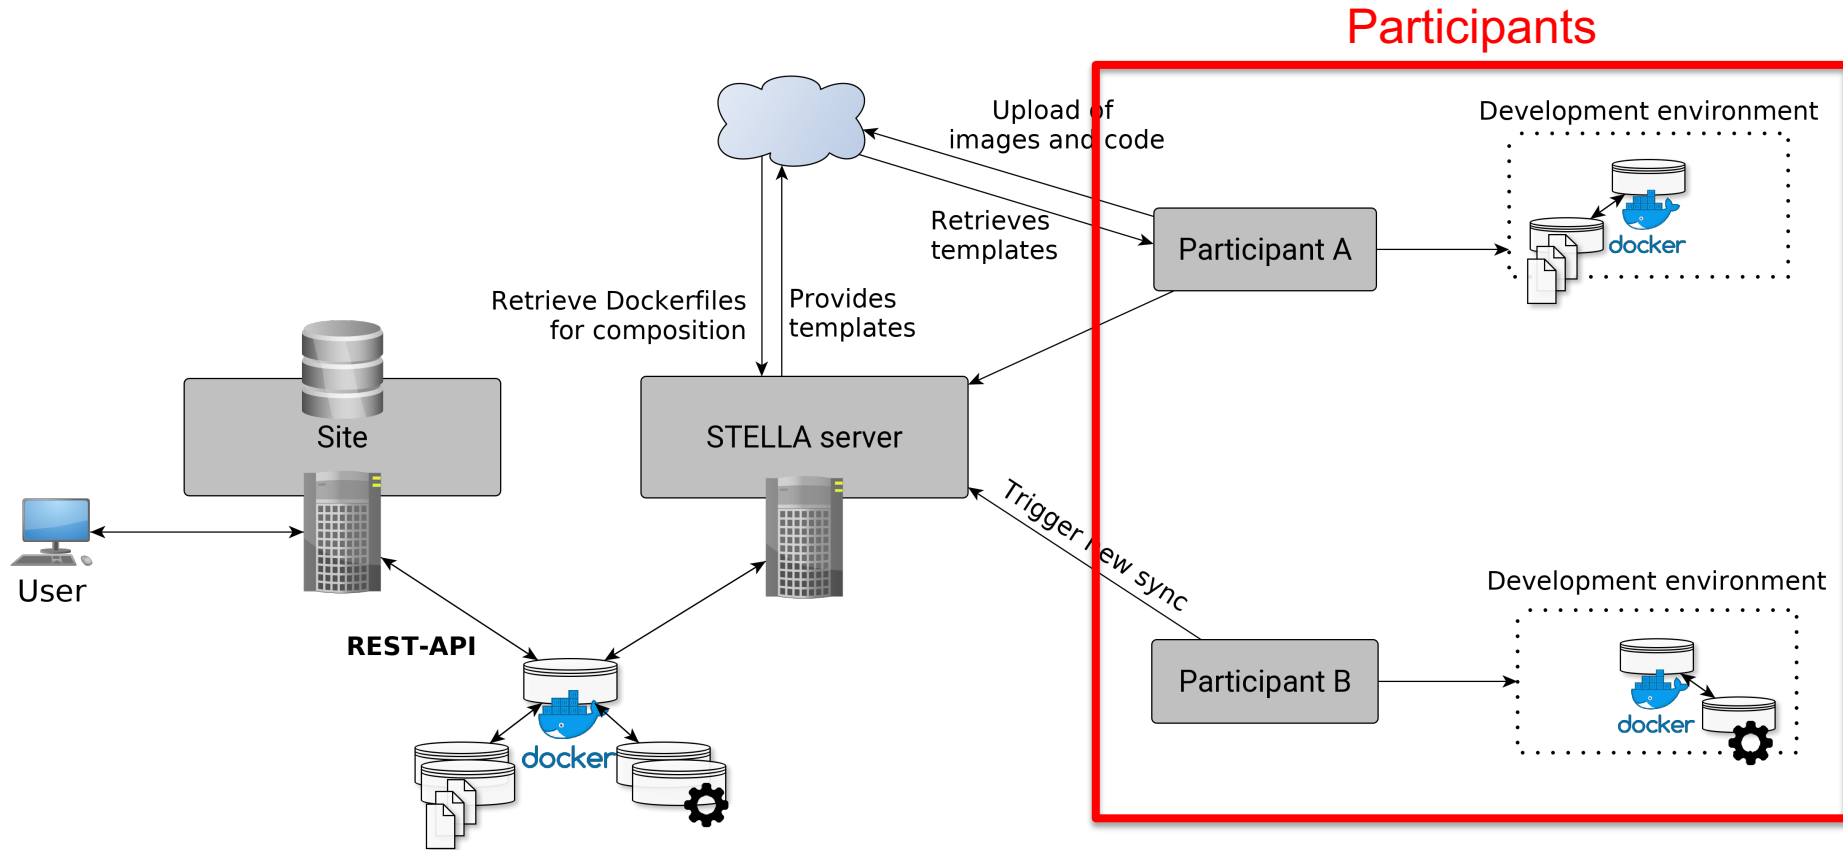 Participants
Upload of
images and code
Development environment
docker
Retrieves
templates
Participant A
Retrieve Dockerfiles
for composition
Provides
templates
Site
STELLA server
Trigger new sync
User
REST-API
docker
Development environment
Participant B
docker